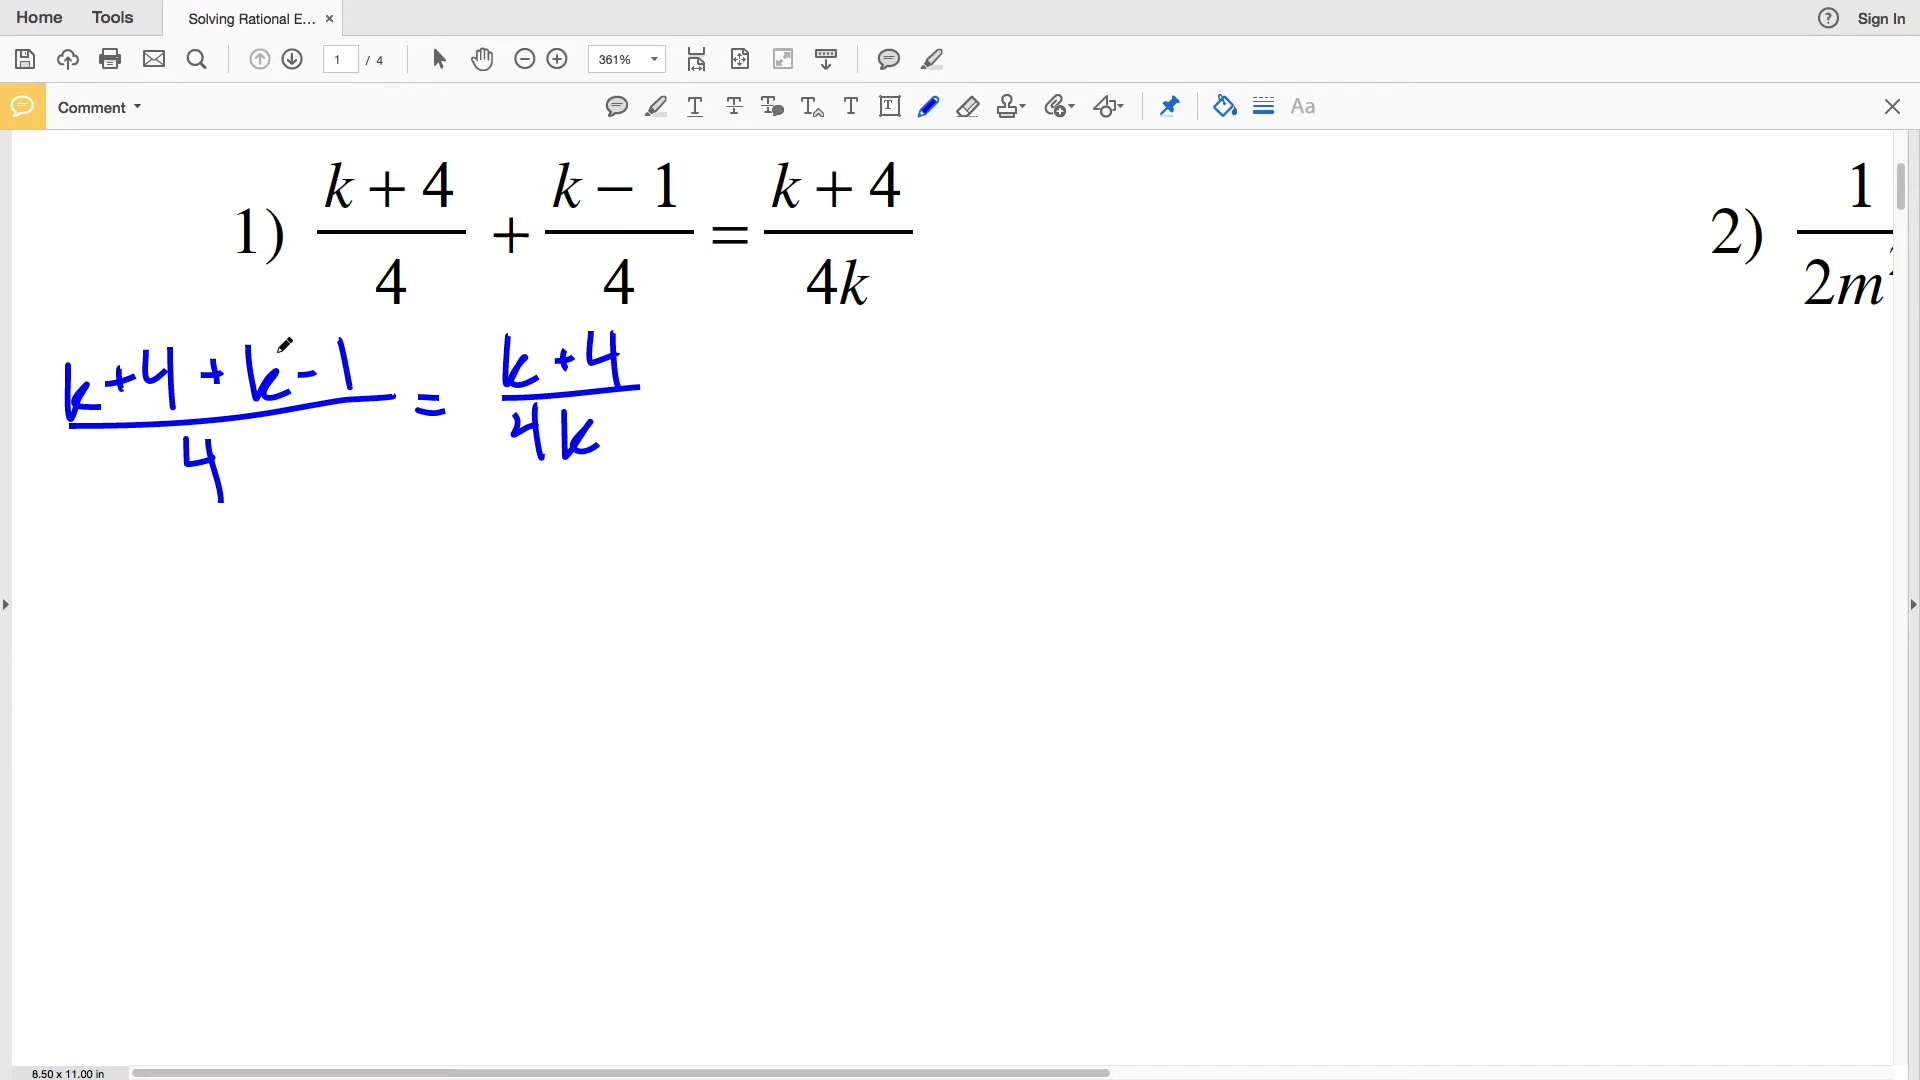 Home Tools Solving Rational E... × ? Sign In
1 / 4 361%
Comment T T T T T T Aa
1) (k + 4)/4 + (k − 1)/4 = (k + 4)/4k
2) 1/2m
(k+4+k-1)/4 = (k+4)/4k
8.50 x 11.00 in